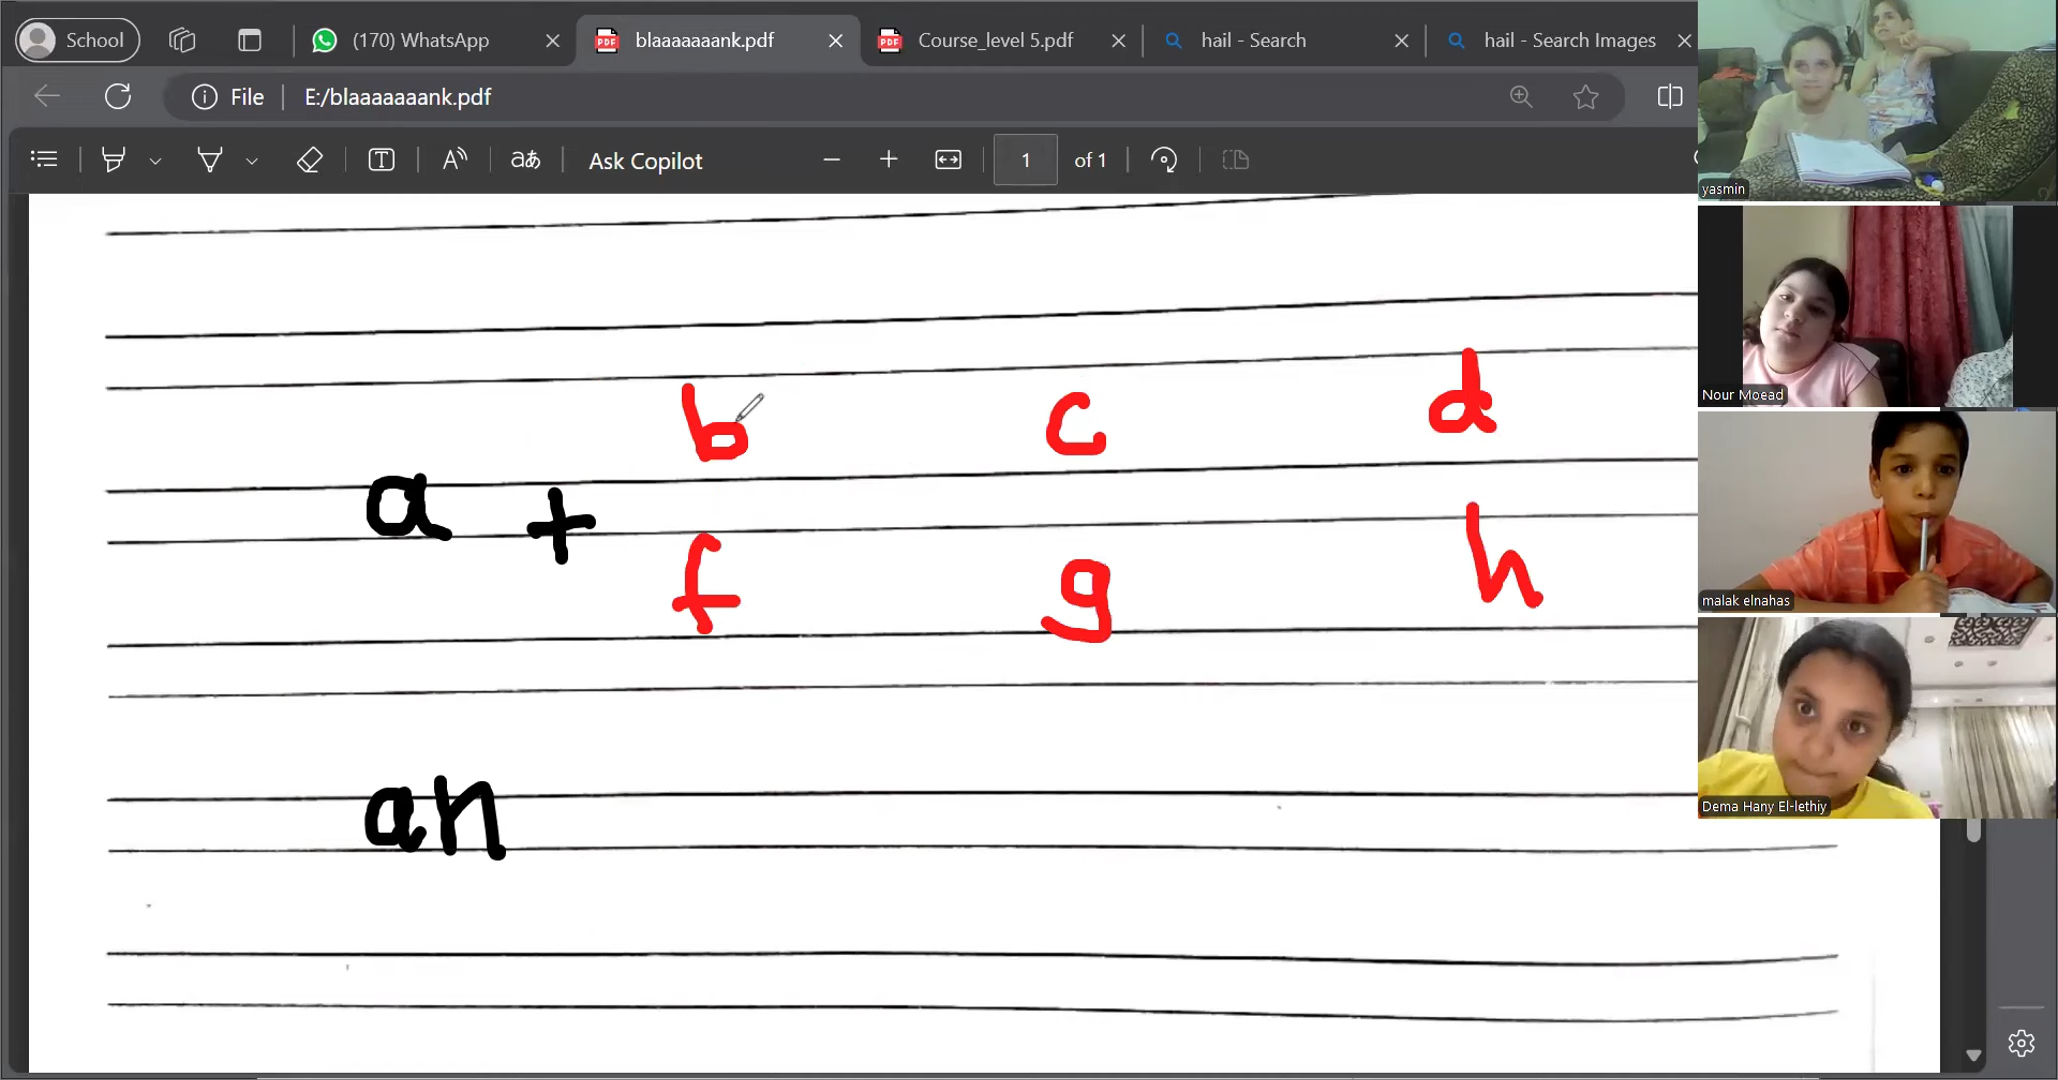 School (170) WhatsApp blaaaaaaank.pdf Course_level 5.pdf hail - Search hail - Search Images
File E:/blaaaaaaank.pdf
Ask Copilot 1 of 1
b c d
a +
f g h
an
yasmin
Nour Moead
malak elnahas
Dema Hany El-lethiy